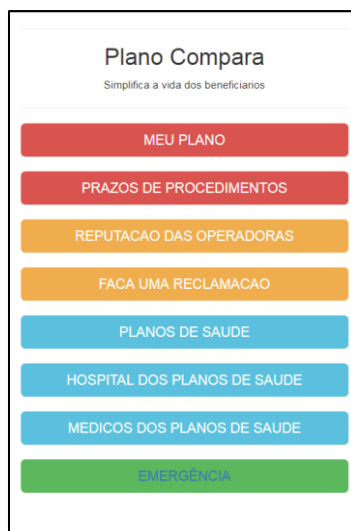 Plano Compara
Simplifica a vida dos beneficiarios
MEU PLANO
PRAZOS DE PROCEDIMENTOS
REPUTACAO DAS OPERADORAS
FACA UMA RECLAMACAO
PLANOS DE SAUDE
HOSPITAL DOS PLANOS DE SAUDE
MEDICOS DOS PLANOS DE SAUDE
EMERGÊNCIA